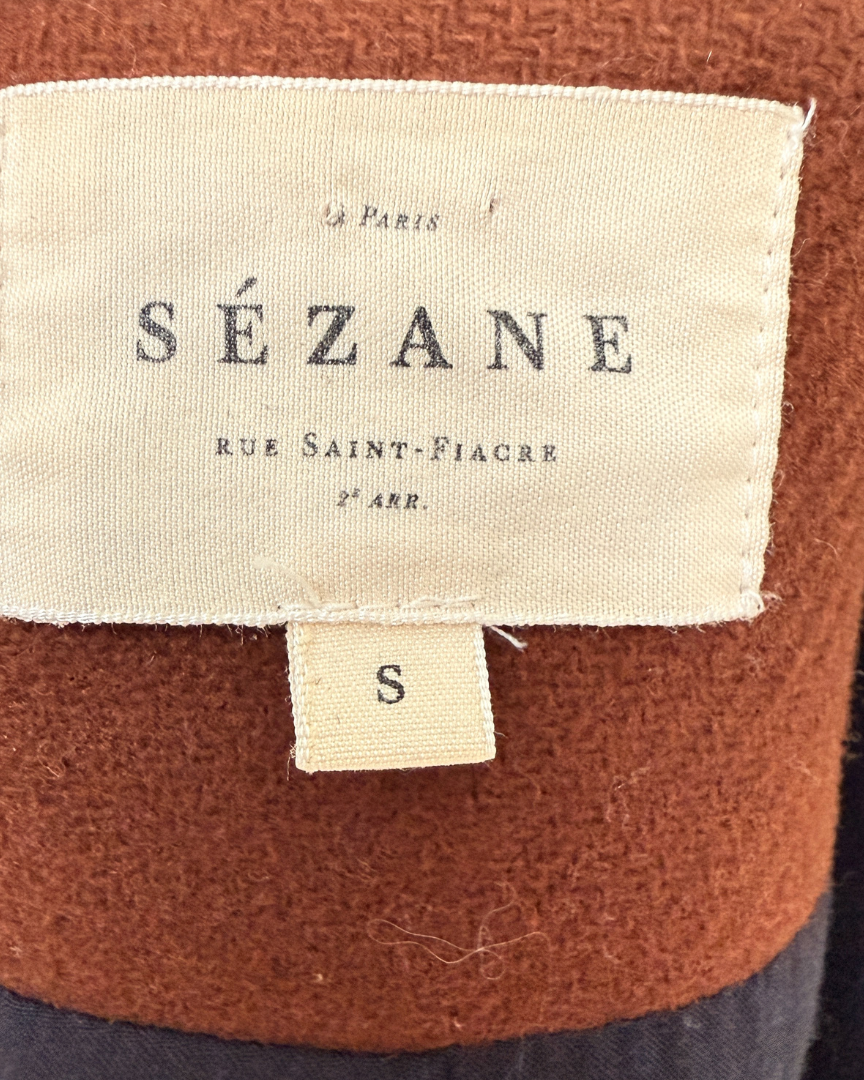 à PARIS
SÉZANE
RUE SAINT-FIACRE
2E ARR.
S